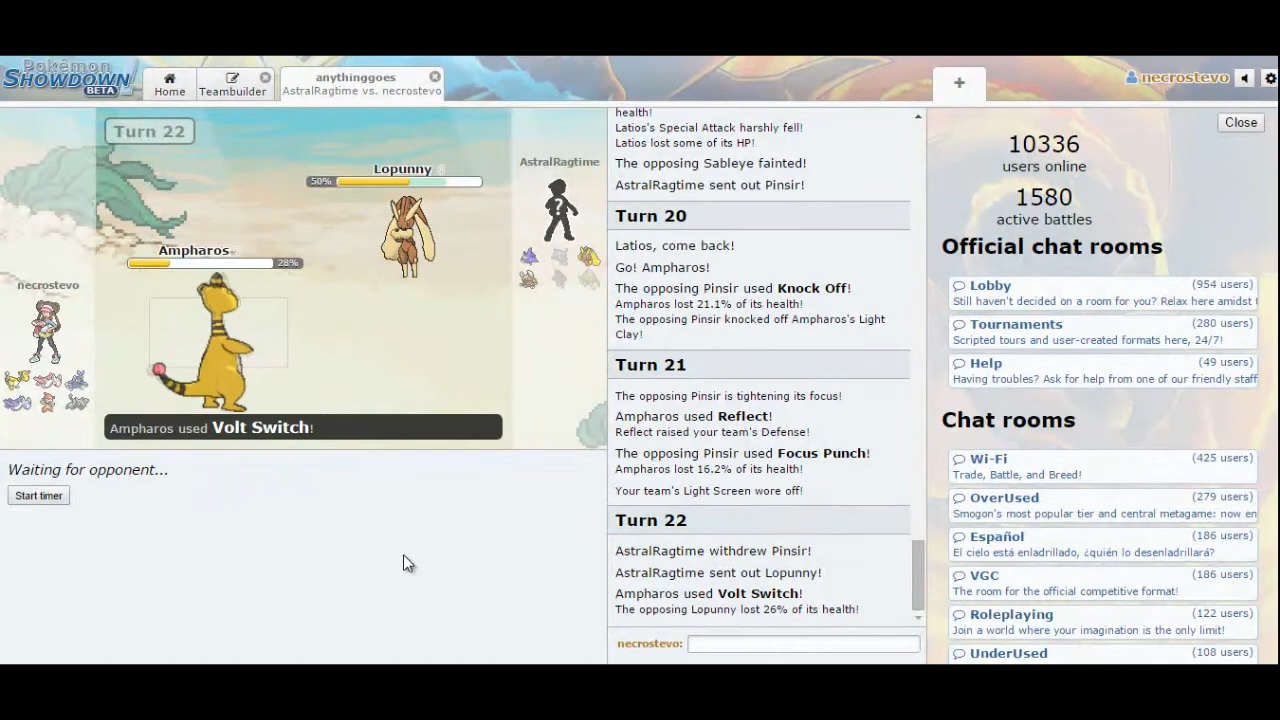 Pokémon
SHOWDOWN
BETA
Home
Teambuilder
anythinggoes
AstralRagtime vs. necrostevo
+
necrostevo
Turn 22
Lopunny
50%
AstralRagtime
Ampharos
28%
necrostevo
Ampharos used Volt Switch!
Waiting for opponent...
Start timer
health!
Latios's Special Attack harshly fell!
Latios lost some of its HP!
The opposing Sableye fainted!
AstralRagtime sent out Pinsir!
Turn 20
Latios, come back!
Go! Ampharos!
The opposing Pinsir used Knock Off!
Ampharos lost 21.1% of its health!
The opposing Pinsir knocked off Ampharos's Light
Clay!
Turn 21
The opposing Pinsir is tightening its focus!
Ampharos used Reflect!
Reflect raised your team's Defense!
The opposing Pinsir used Focus Punch!
Ampharos lost 16.2% of its health!
Your team's Light Screen wore off!
Turn 22
AstralRagtime withdrew Pinsir!
AstralRagtime sent out Lopunny!
Ampharos used Volt Switch!
The opposing Lopunny lost 26% of its health!
necrostevo:
Close
10336
users online
1580
active battles
Official chat rooms
Lobby (954 users)
Still haven't decided on a room for you? Relax here amidst t
Tournaments (280 users)
Scripted tours and user-created formats here, 24/7!
Help (49 users)
Having troubles? Ask for help from one of our friendly staff
Chat rooms
Wi-Fi (425 users)
Trade, Battle, and Breed!
OverUsed (279 users)
Smogon's most popular tier and central metagame: now en
Español (186 users)
El cielo está enladrillado, ¿quién lo desenladrillará?
VGC (186 users)
The room for the official competitive format!
Roleplaying (122 users)
Join a world where your imagination is the only limit!
UnderUsed (108 users)